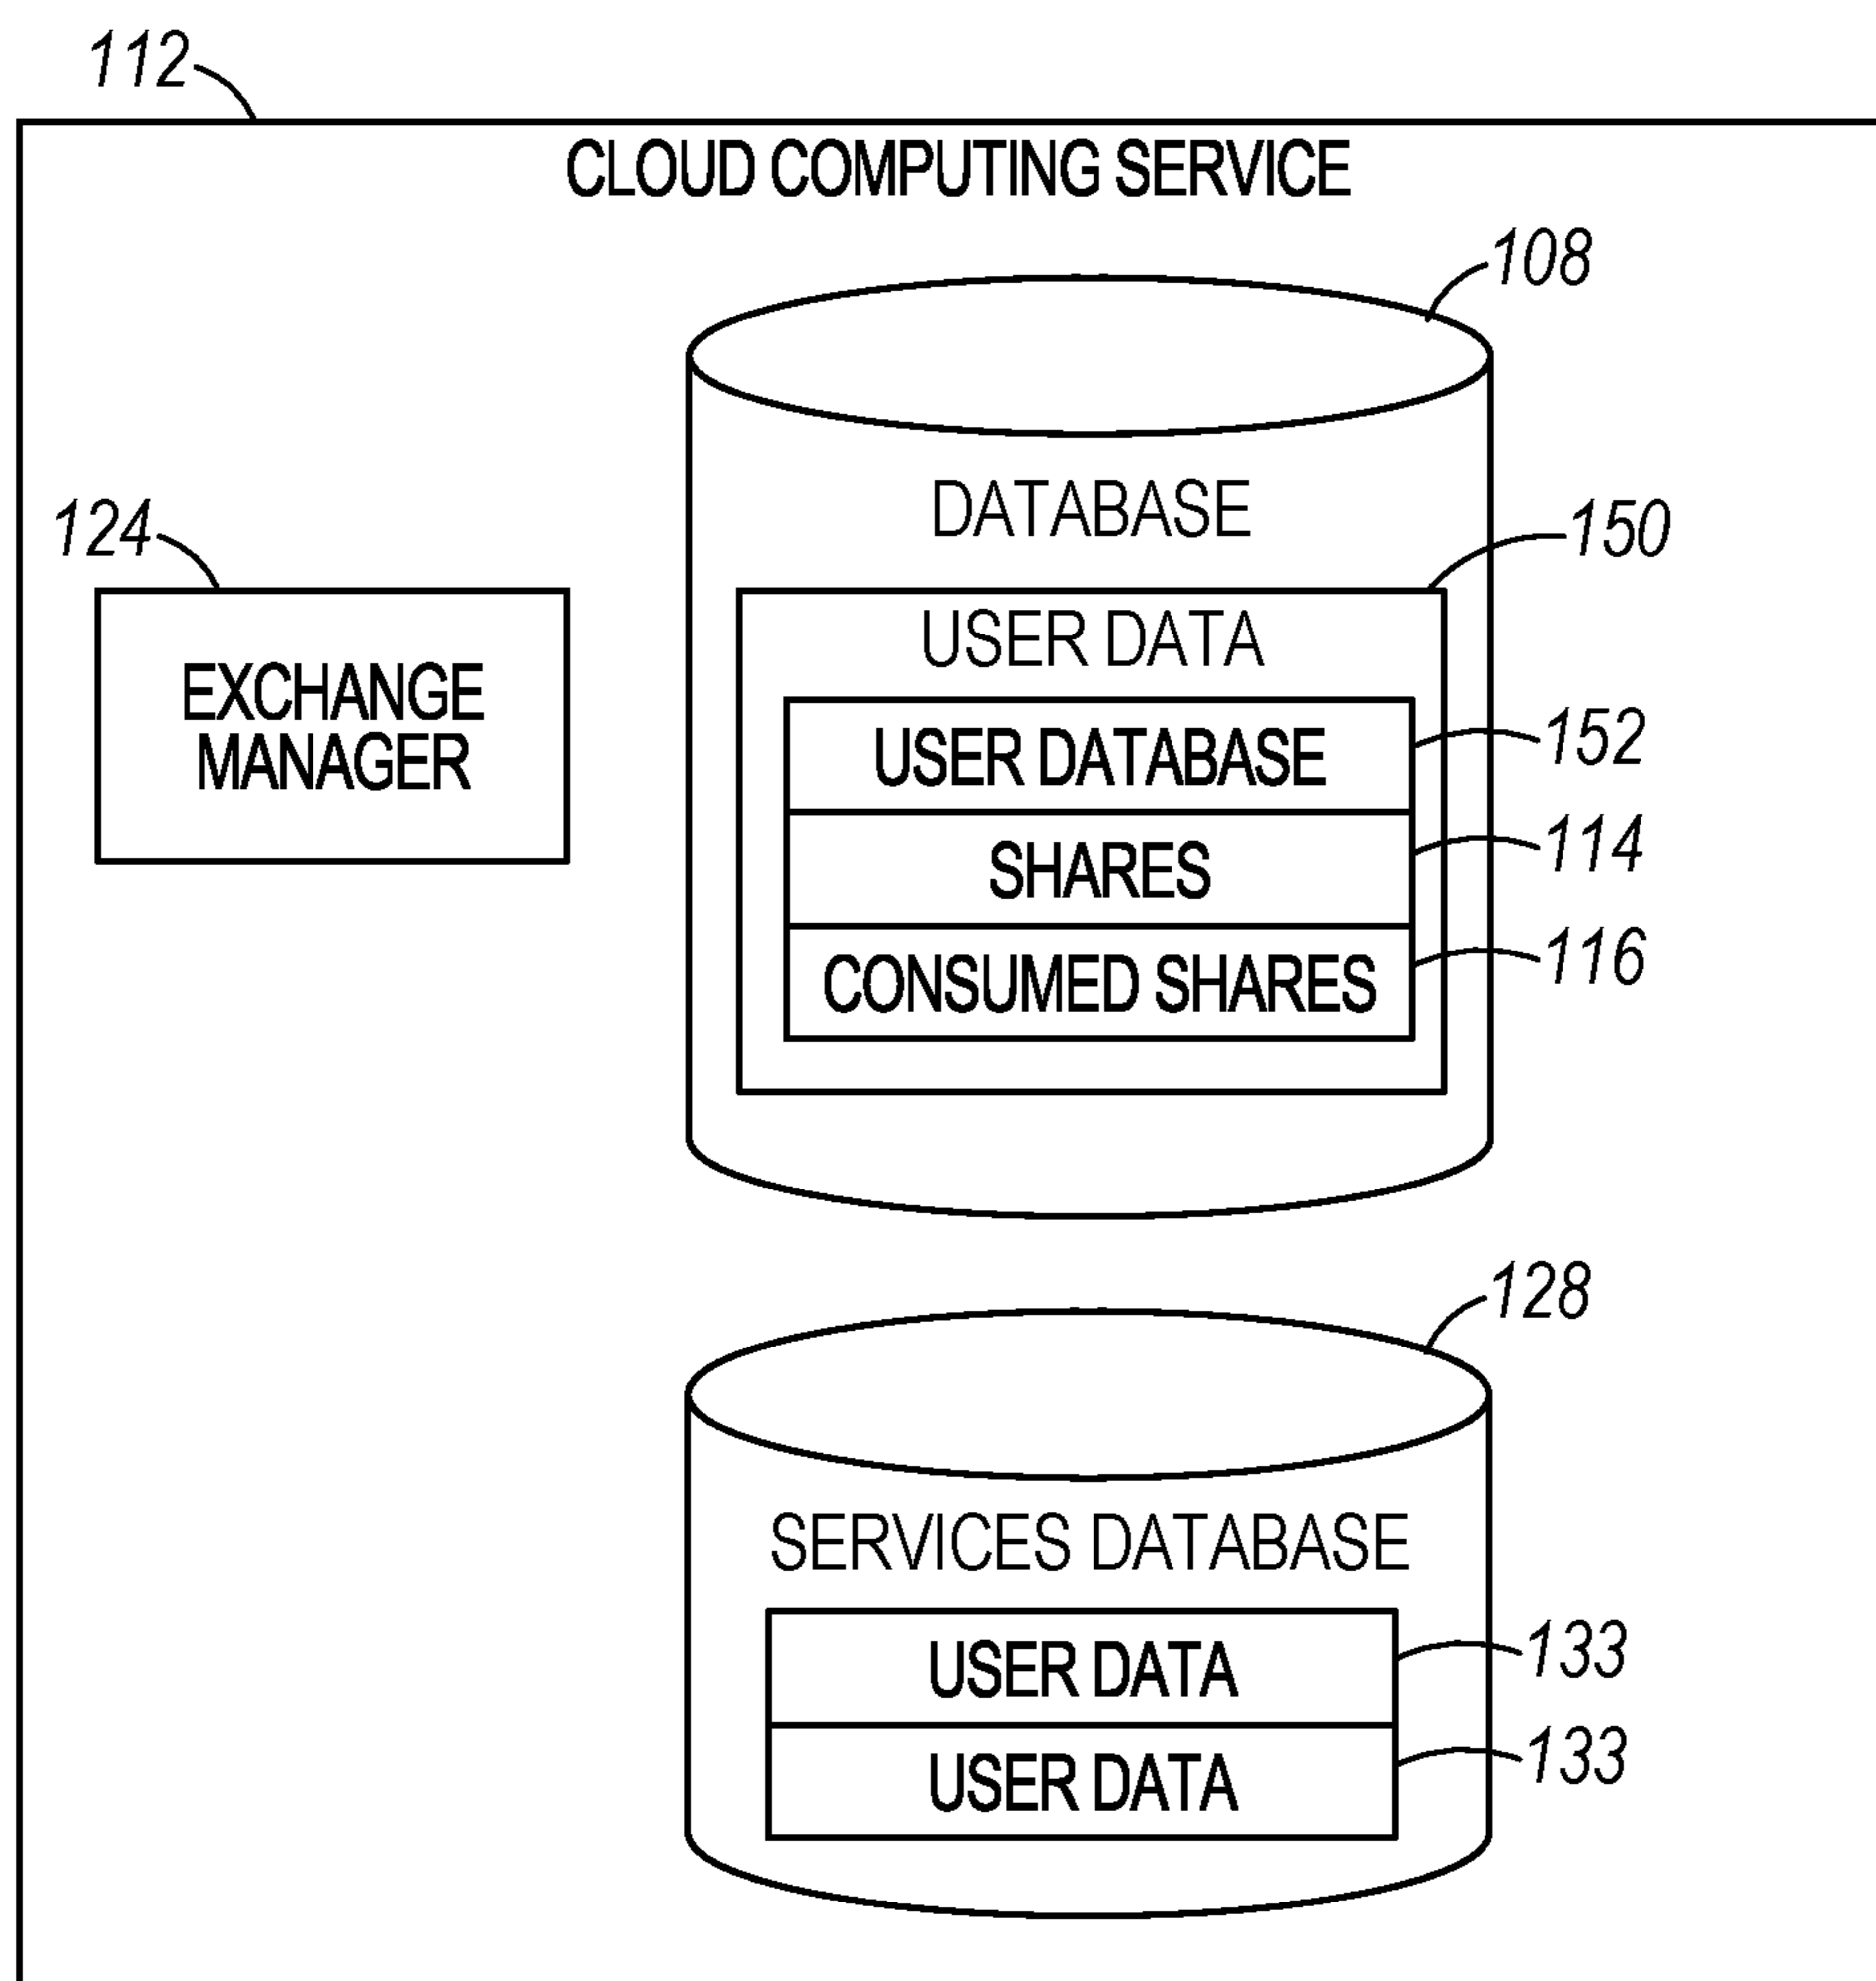 112
CLOUD COMPUTING SERVICE
108
DATABASE
124
150
USER DATA
EXCHANGE
MANAGER
USER DATABASE
152
SHARES
114
CONSUMED SHARES
116
128
SERVICES DATABASE
USER DATA
133
USER DATA
133